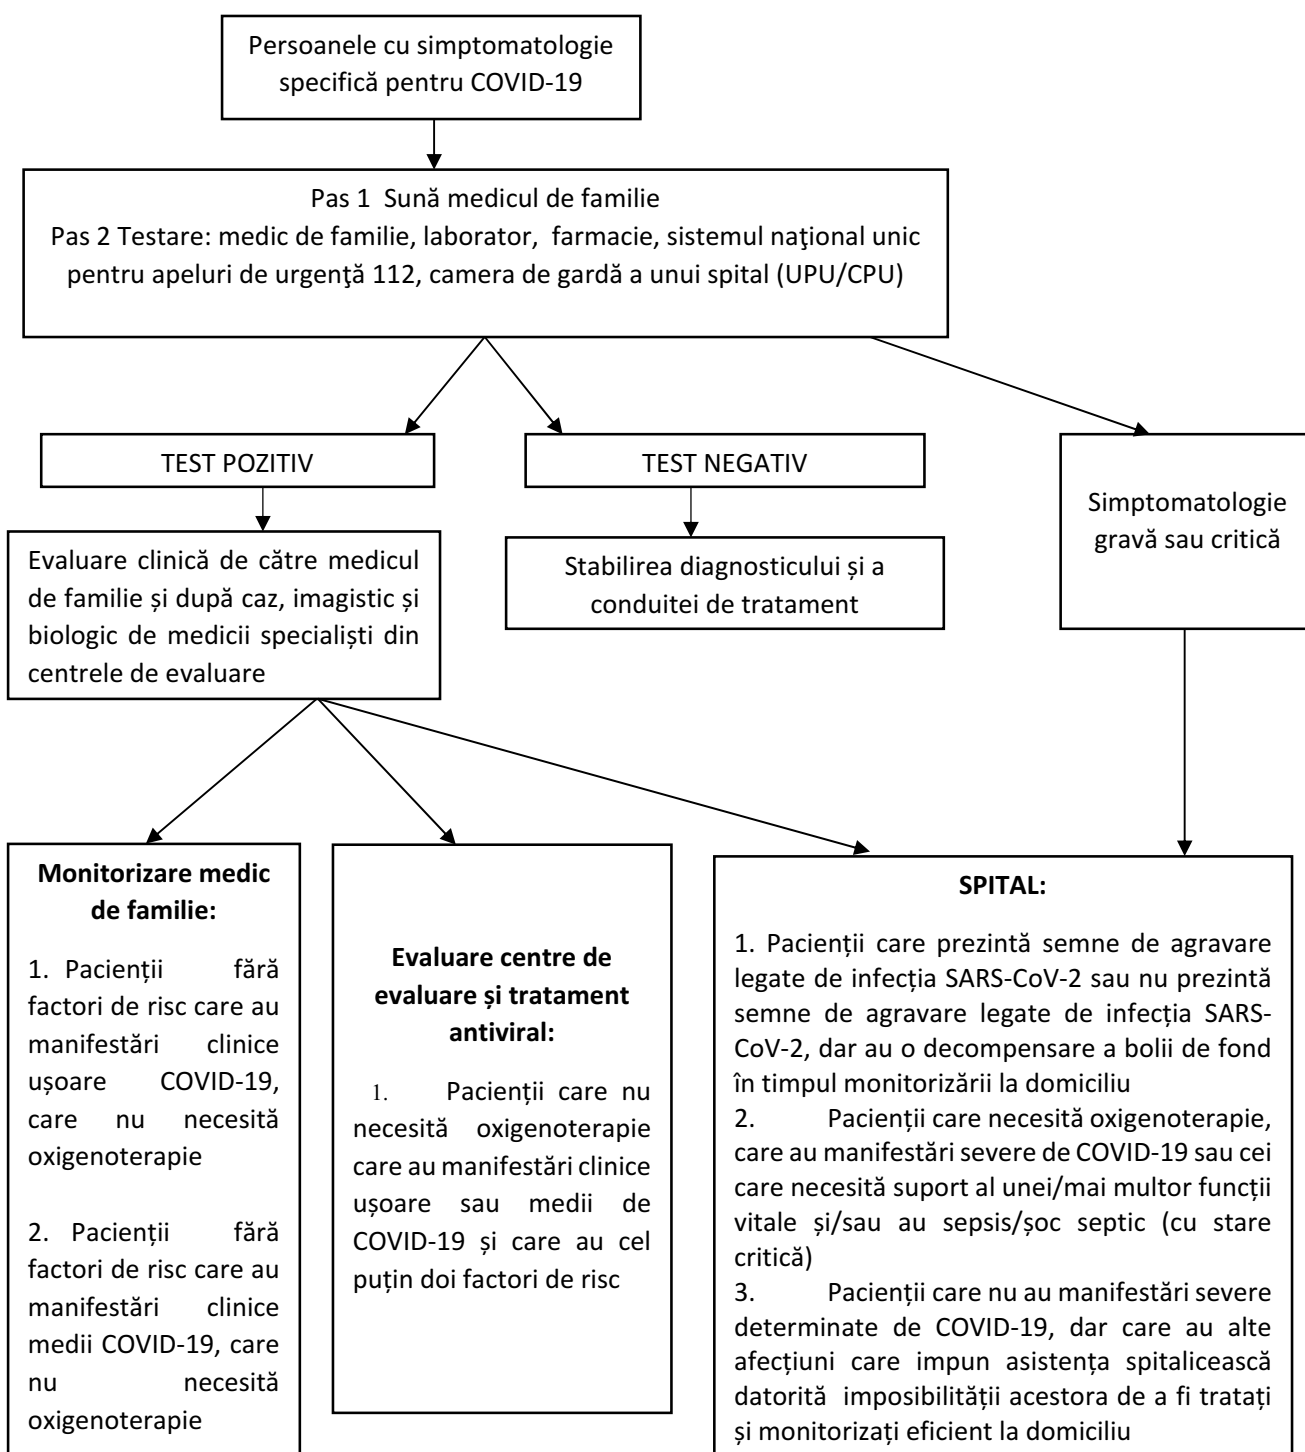 Persoanele cu simptomatologie
specifică pentru COVID-19
Pas 1 Sună medicul de familie
Pas 2 Testare: medic de familie, laborator, farmacie, sistemul naţional unic
pentru apeluri de urgenţă 112, camera de gardă a unui spital (UPU/CPU)
TEST POZITIV
TEST NEGATIV
Simptomatologie
gravă sau critică
Evaluare clinică de către medicul
de familie și după caz, imagistic și
biologic de medicii specialiști din
centrele de evaluare
Stabilirea diagnosticului și a
conduitei de tratament
Monitorizare medic
de familie:
1. Pacienții fără
factori de risc care au
manifestări clinice
ușoare COVID-19,
care nu necesită
oxigenoterapie
2. Pacienții fără
factori de risc care au
manifestări clinice
medii COVID-19, care
nu necesită
oxigenoterapie
Evaluare centre de
evaluare și tratament
antiviral:
1. Pacienții care nu
necesită oxigenoterapie
care au manifestări clinice
ușoare sau medii de
COVID-19 și care au cel
puțin doi factori de risc
SPITAL:
1. Pacienții care prezintă semne de agravare
legate de infecția SARS-CoV-2 sau nu prezintă
semne de agravare legate de infecția SARS-
CoV-2, dar au o decompensare a bolii de fond
în timpul monitorizării la domiciliu
2. Pacienții care necesită oxigenoterapie,
care au manifestări severe de COVID-19 sau cei
care necesită suport al unei/mai multor funcții
vitale și/sau au sepsis/șoc septic (cu stare
critică)
3. Pacienții care nu au manifestări severe
determinate de COVID-19, dar care au alte
afecțiuni care impun asistența spitalicească
datorită imposibilității acestora de a fi tratați
și monitorizați eficient la domiciliu